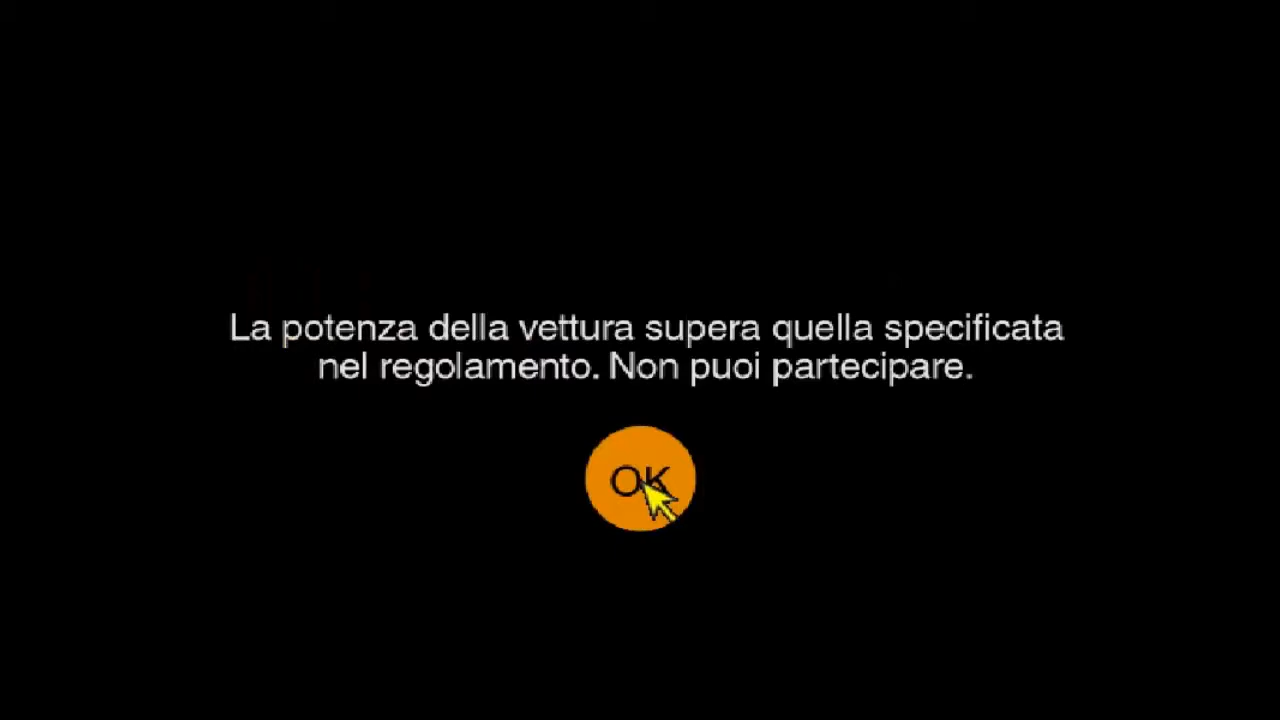 La potenza della vettura supera quella specificata
nel regolamento. Non puoi partecipare.
OK